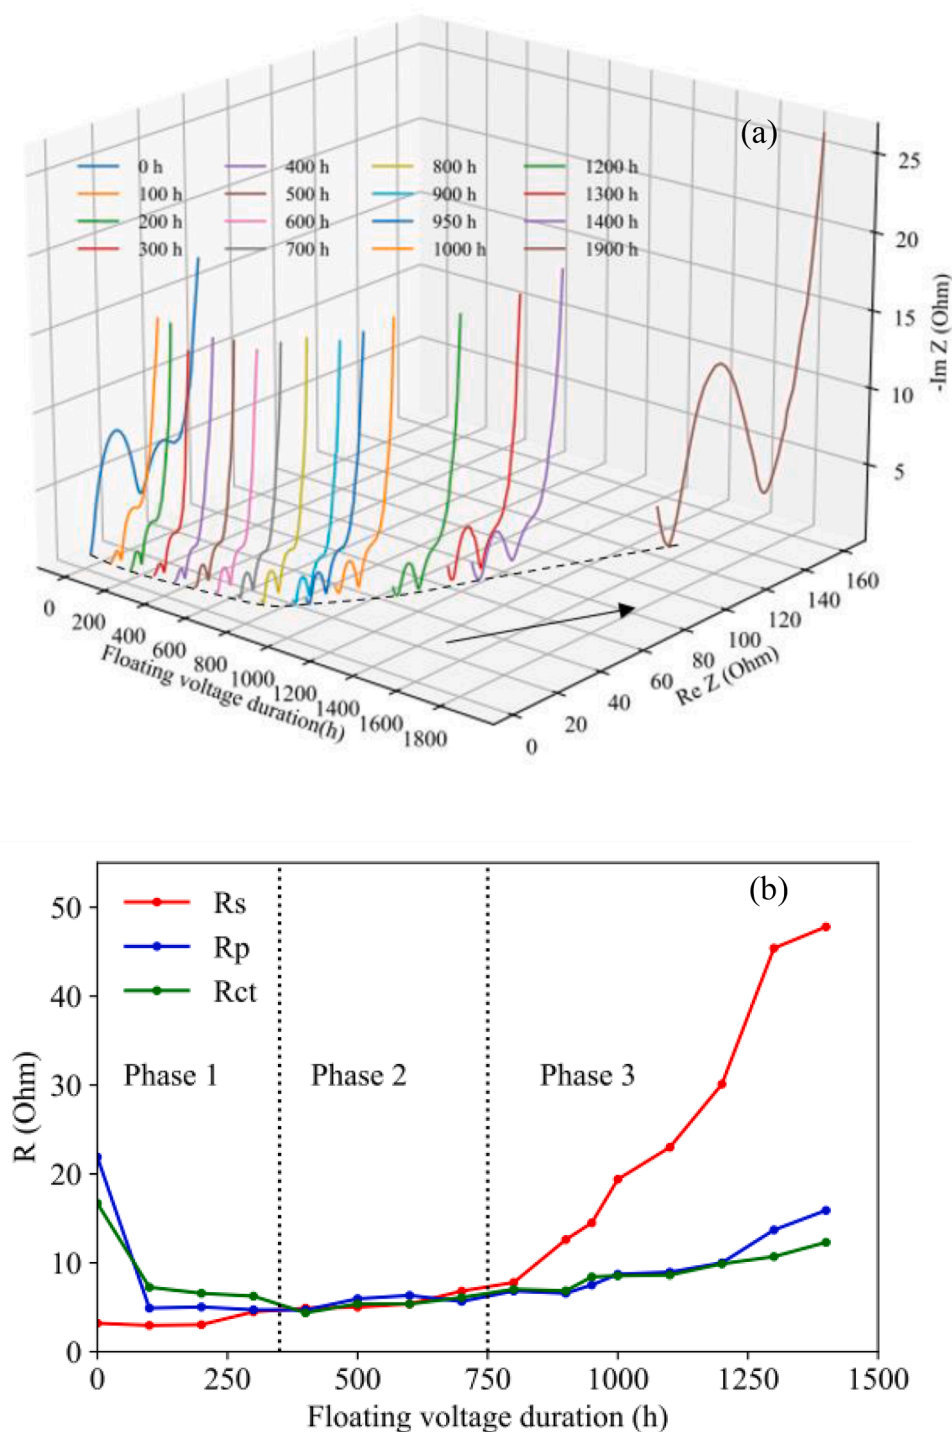 (a)
0 h 400 h 800 h 1200 h
100 h 500 h 900 h 1300 h
200 h 600 h 950 h 1400 h
300 h 700 h 1000 h 1900 h
25
20
15
10
5
-Im Z (Ohm)
0 200 400 600 800 1000 1200 1400 1600 1800
Floating voltage duration(h)
0 20 40 60 80 100 120 140 160
Re Z (Ohm)
(b)
Rs
Rp
Rct
Phase 1 Phase 2 Phase 3
50
40
30
20
10
0
R (Ohm)
0 250 500 750 1000 1250 1500
Floating voltage duration (h)